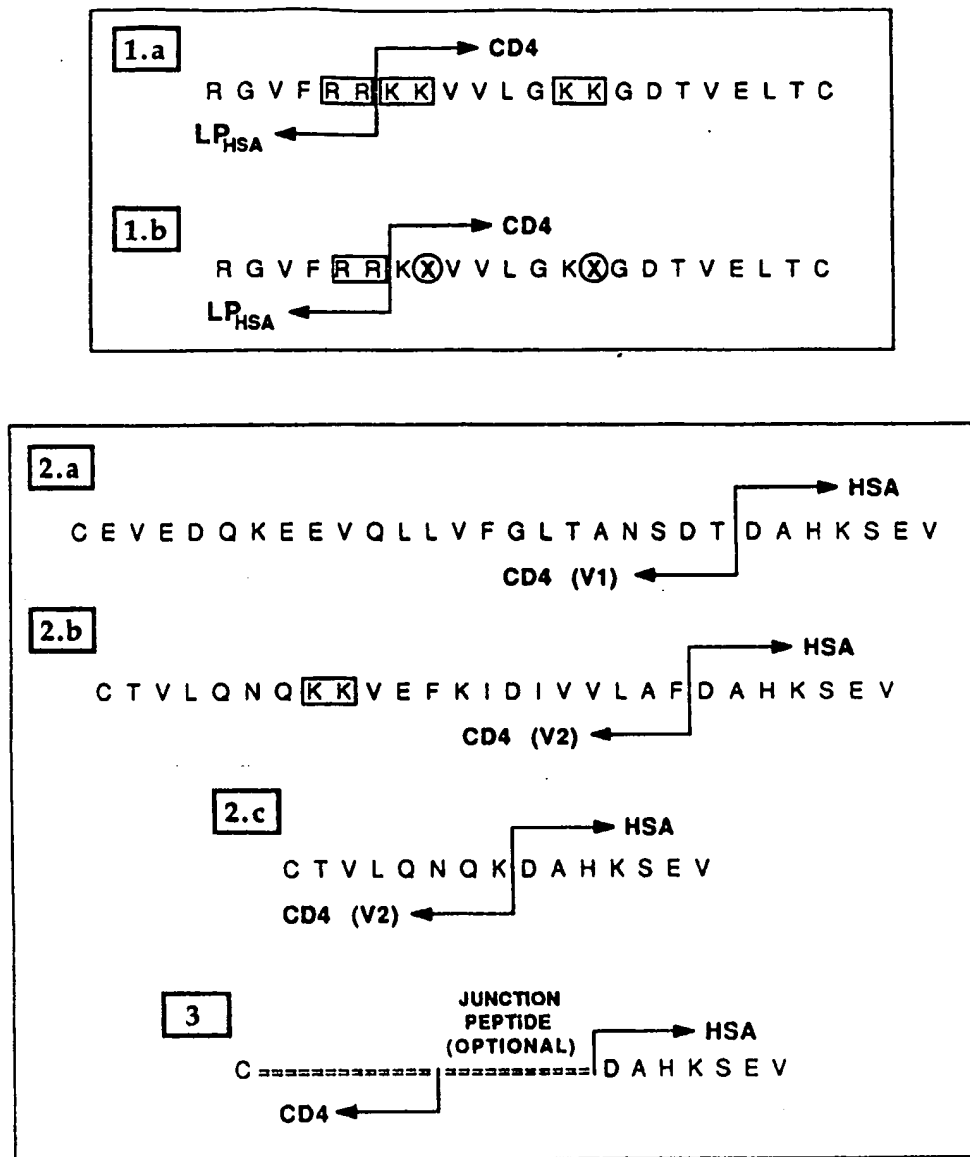 1.a
CD4
R G V F R R K K V V L G K K G D T V E L T C
LPHSA
1.b
CD4
R G V F R R K X V V L G K X G D T V E L T C
LPHSA
2.a
HSA
C E V E D Q K E E V Q L L V F G L T A N S D T D A H K S E V
CD4 (V1)
2.b
HSA
C T V L Q N Q K K V E F K I D I V V L A F D A H K S E V
CD4 (V2)
2.c
HSA
C T V L Q N Q K D A H K S E V
CD4 (V2)
3
JUNCTION
PEPTIDE
(OPTIONAL)
HSA
C ======================== D A H K S E V
CD4